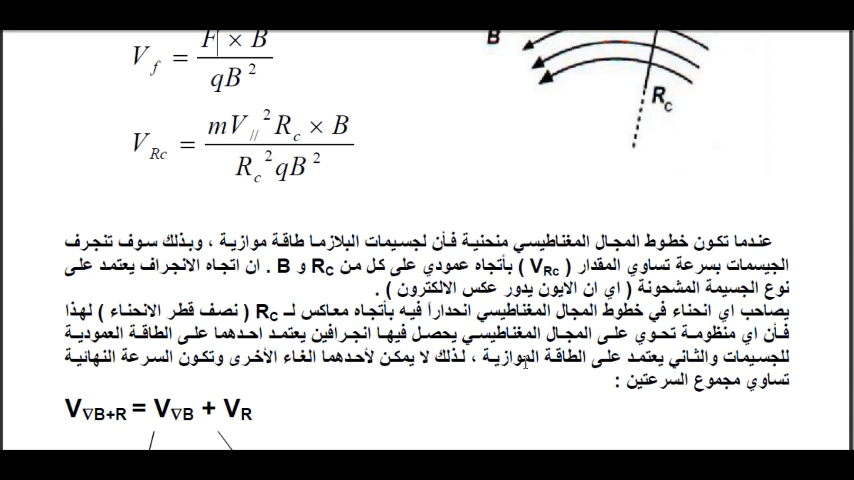 V_f = F × B / qB²
B
R_c
V_Rc = mV_//² R_c × B / R_c² qB²
عندما تكون خطوط المجال المغناطيسي منحنية فأن لجسيمات البلازما طاقة موازية ، وبذلك سوف تنجرف
الجيسمات بسرعة تساوي المقدار ( V_Rc ) بأتجاه عمودي على كل من R_C و B . ان اتجاه الانجراف يعتمد على
نوع الجسيمة المشحونة ( اي ان الايون يدور عكس الالكترون ) .
يصاحب اي انحناء في خطوط المجال المغناطيسي انحداراً فيه بأتجاه معاكس لـ R_C ( نصف قطر الانحناء ) لهذا
فأن اي منظومة تحوي على المجال المغناطيسي يحصل فيها انجرافين يعتمد احدهما على الطاقة العمودية
للجسيمات والثاني يعتمد على الطاقة الموازية ، لذلك لا يمكن لأحدهما الغاء الأخرى وتكون السرعة النهائية
تساوي مجموع السرعتين :
V_∇B+R = V_∇B + V_R